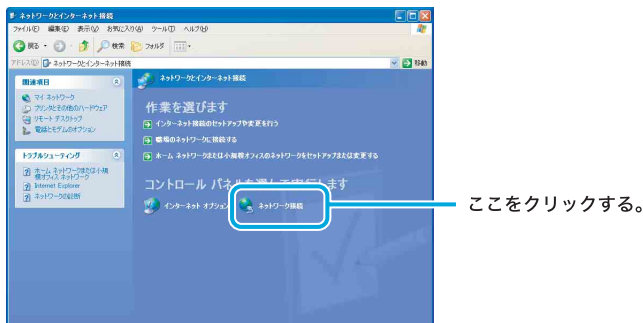 ネットワークとインターネット接続
ファイル(F) 編集(E) 表示(V) お気に入り(A) ツール(T) ヘルプ(H)
戻る 検索 フォルダ
アドレス(D) ネットワークとインターネット接続 移動
関連項目
マイ ネットワーク
プリンタとその他のハードウェア
リモート デスクトップ
電話とモデムのオプション
トラブルシューティング
ホーム ネットワークまたは小規
模オフィス ネットワーク
Internet Explorer
ネットワークの診断
ネットワークとインターネット接続
作業を選びます
インターネット接続のセットアップや変更を行う
職場のネットワークに接続する
ホーム ネットワークまたは小規模オフィスのネットワークをセットアップまたは変更する
コントロール パネルを選んで実行します
インターネット オプション
ネットワーク接続
ここをクリックする。